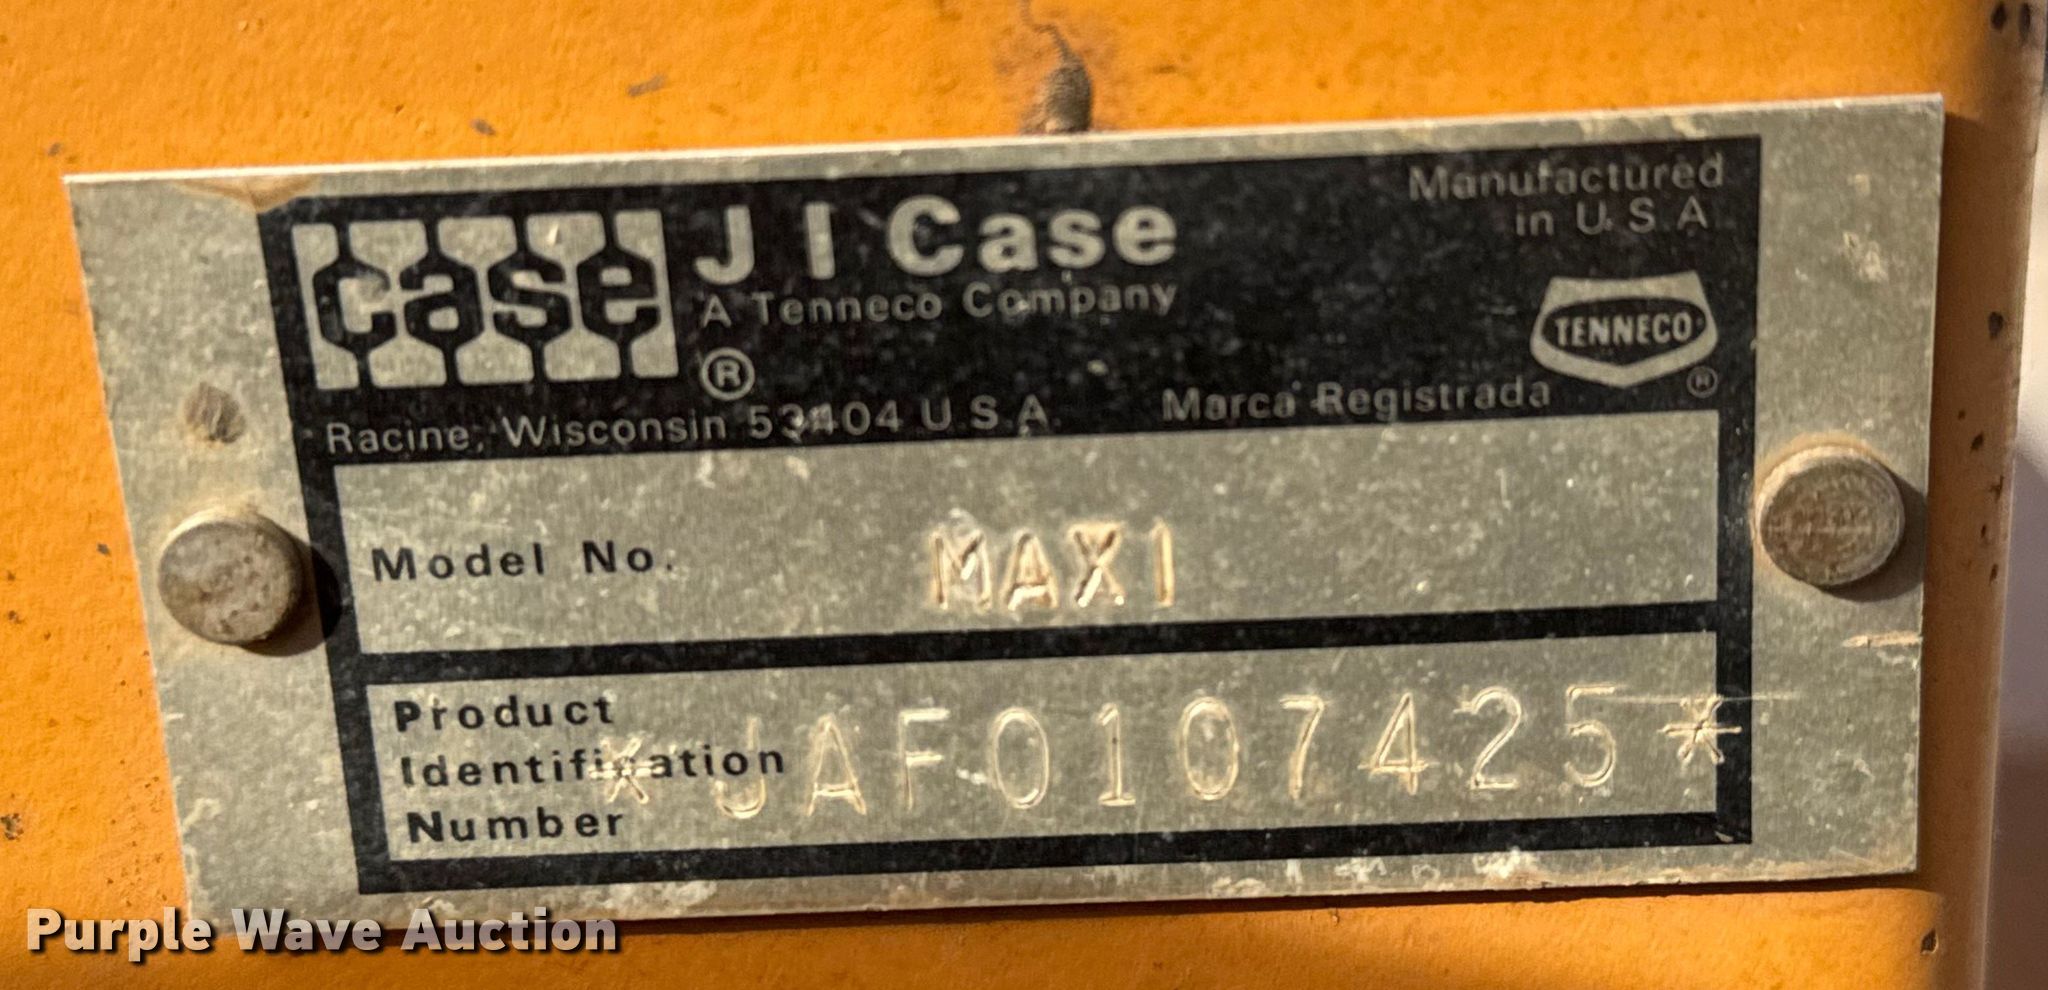 Manufactured
in U.S.A.
case
J I Case
A Tenneco Company
®
TENNECO
®
Racine, Wisconsin 53404 U.S.A.
Marca Registrada
Model No. MAX1
Product
Identification
Number
*JAF0107425*
Purple Wave Auction